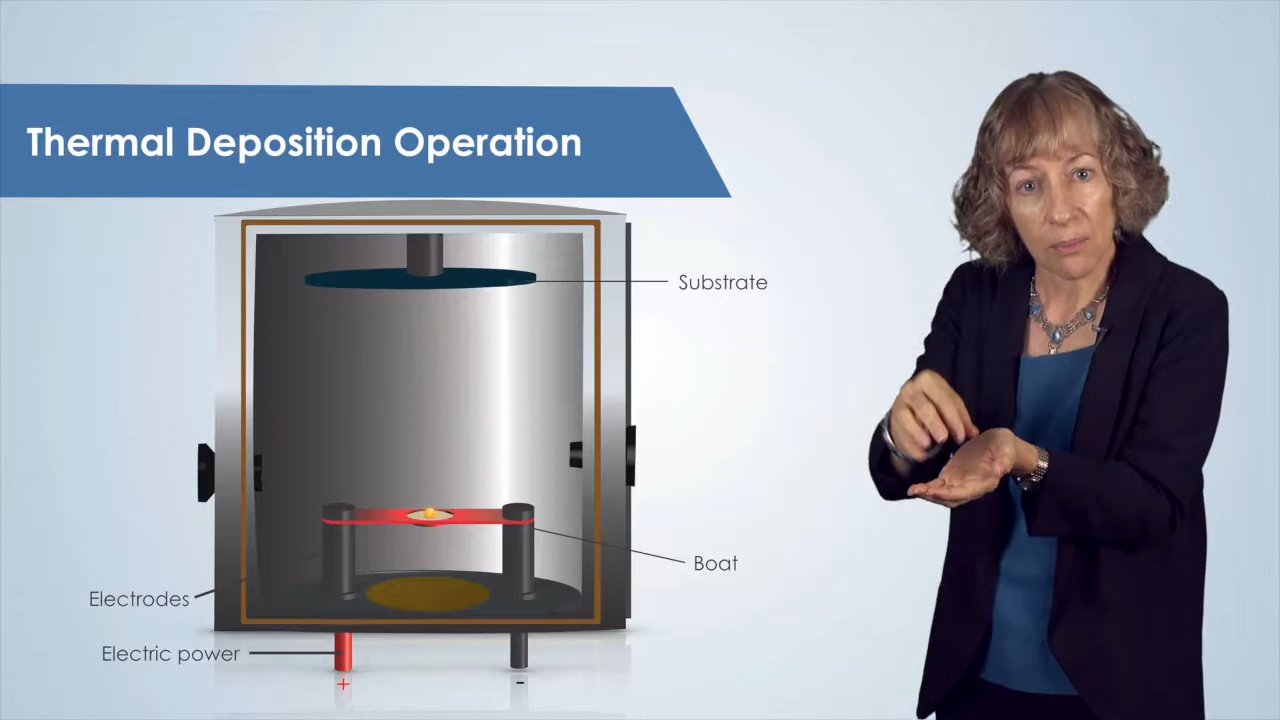 Thermal Deposition Operation
Substrate
Boat
Electrodes
Electric power
+
-